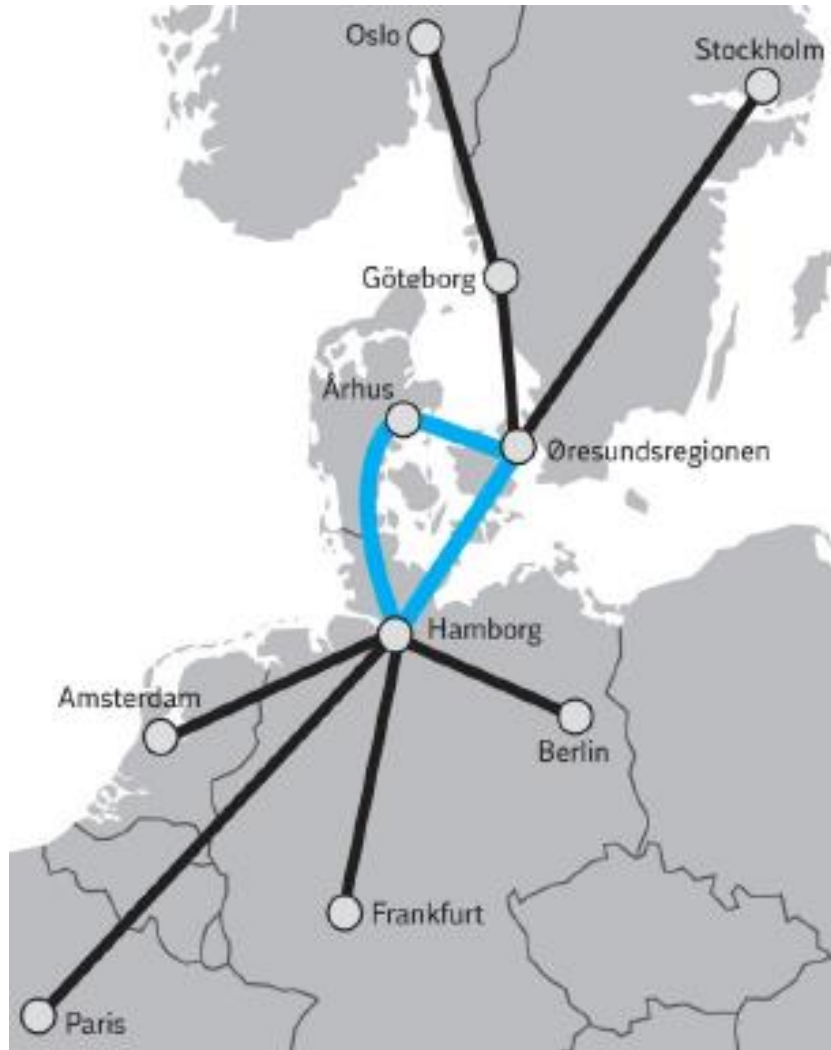 Oslo
Stockholm
Göteborg
Århus
Øresundsregionen
Hamborg
Amsterdam
Berlin
Frankfurt
Paris